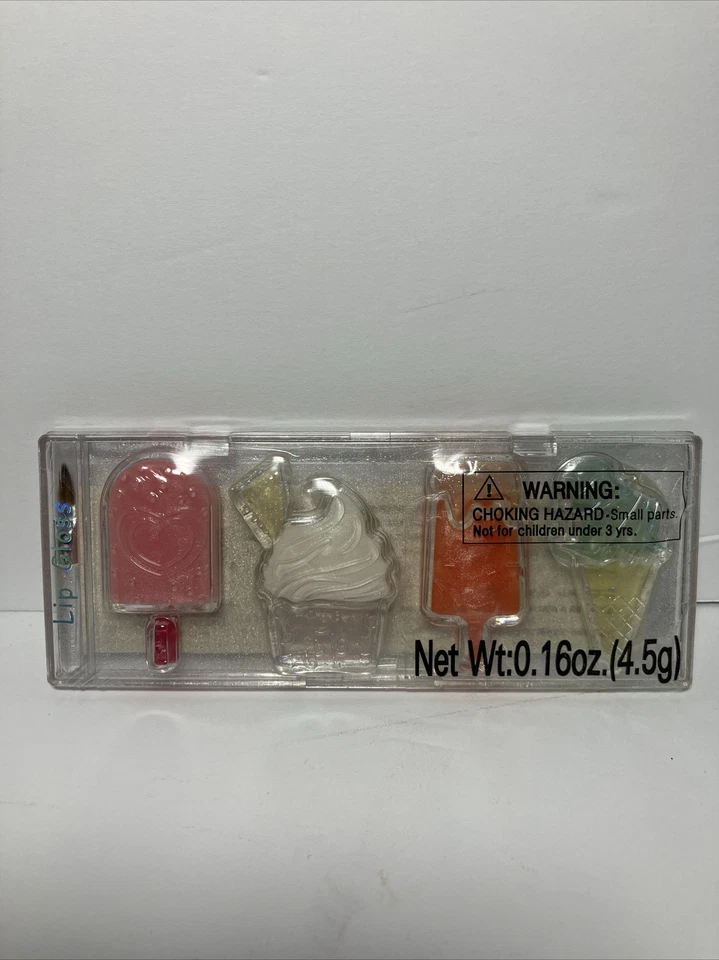 Lip Gloss
WARNING:
CHOKING HAZARD-Small parts.
Not for children under 3 yrs.
Net Wt:0.16oz.(4.5g)